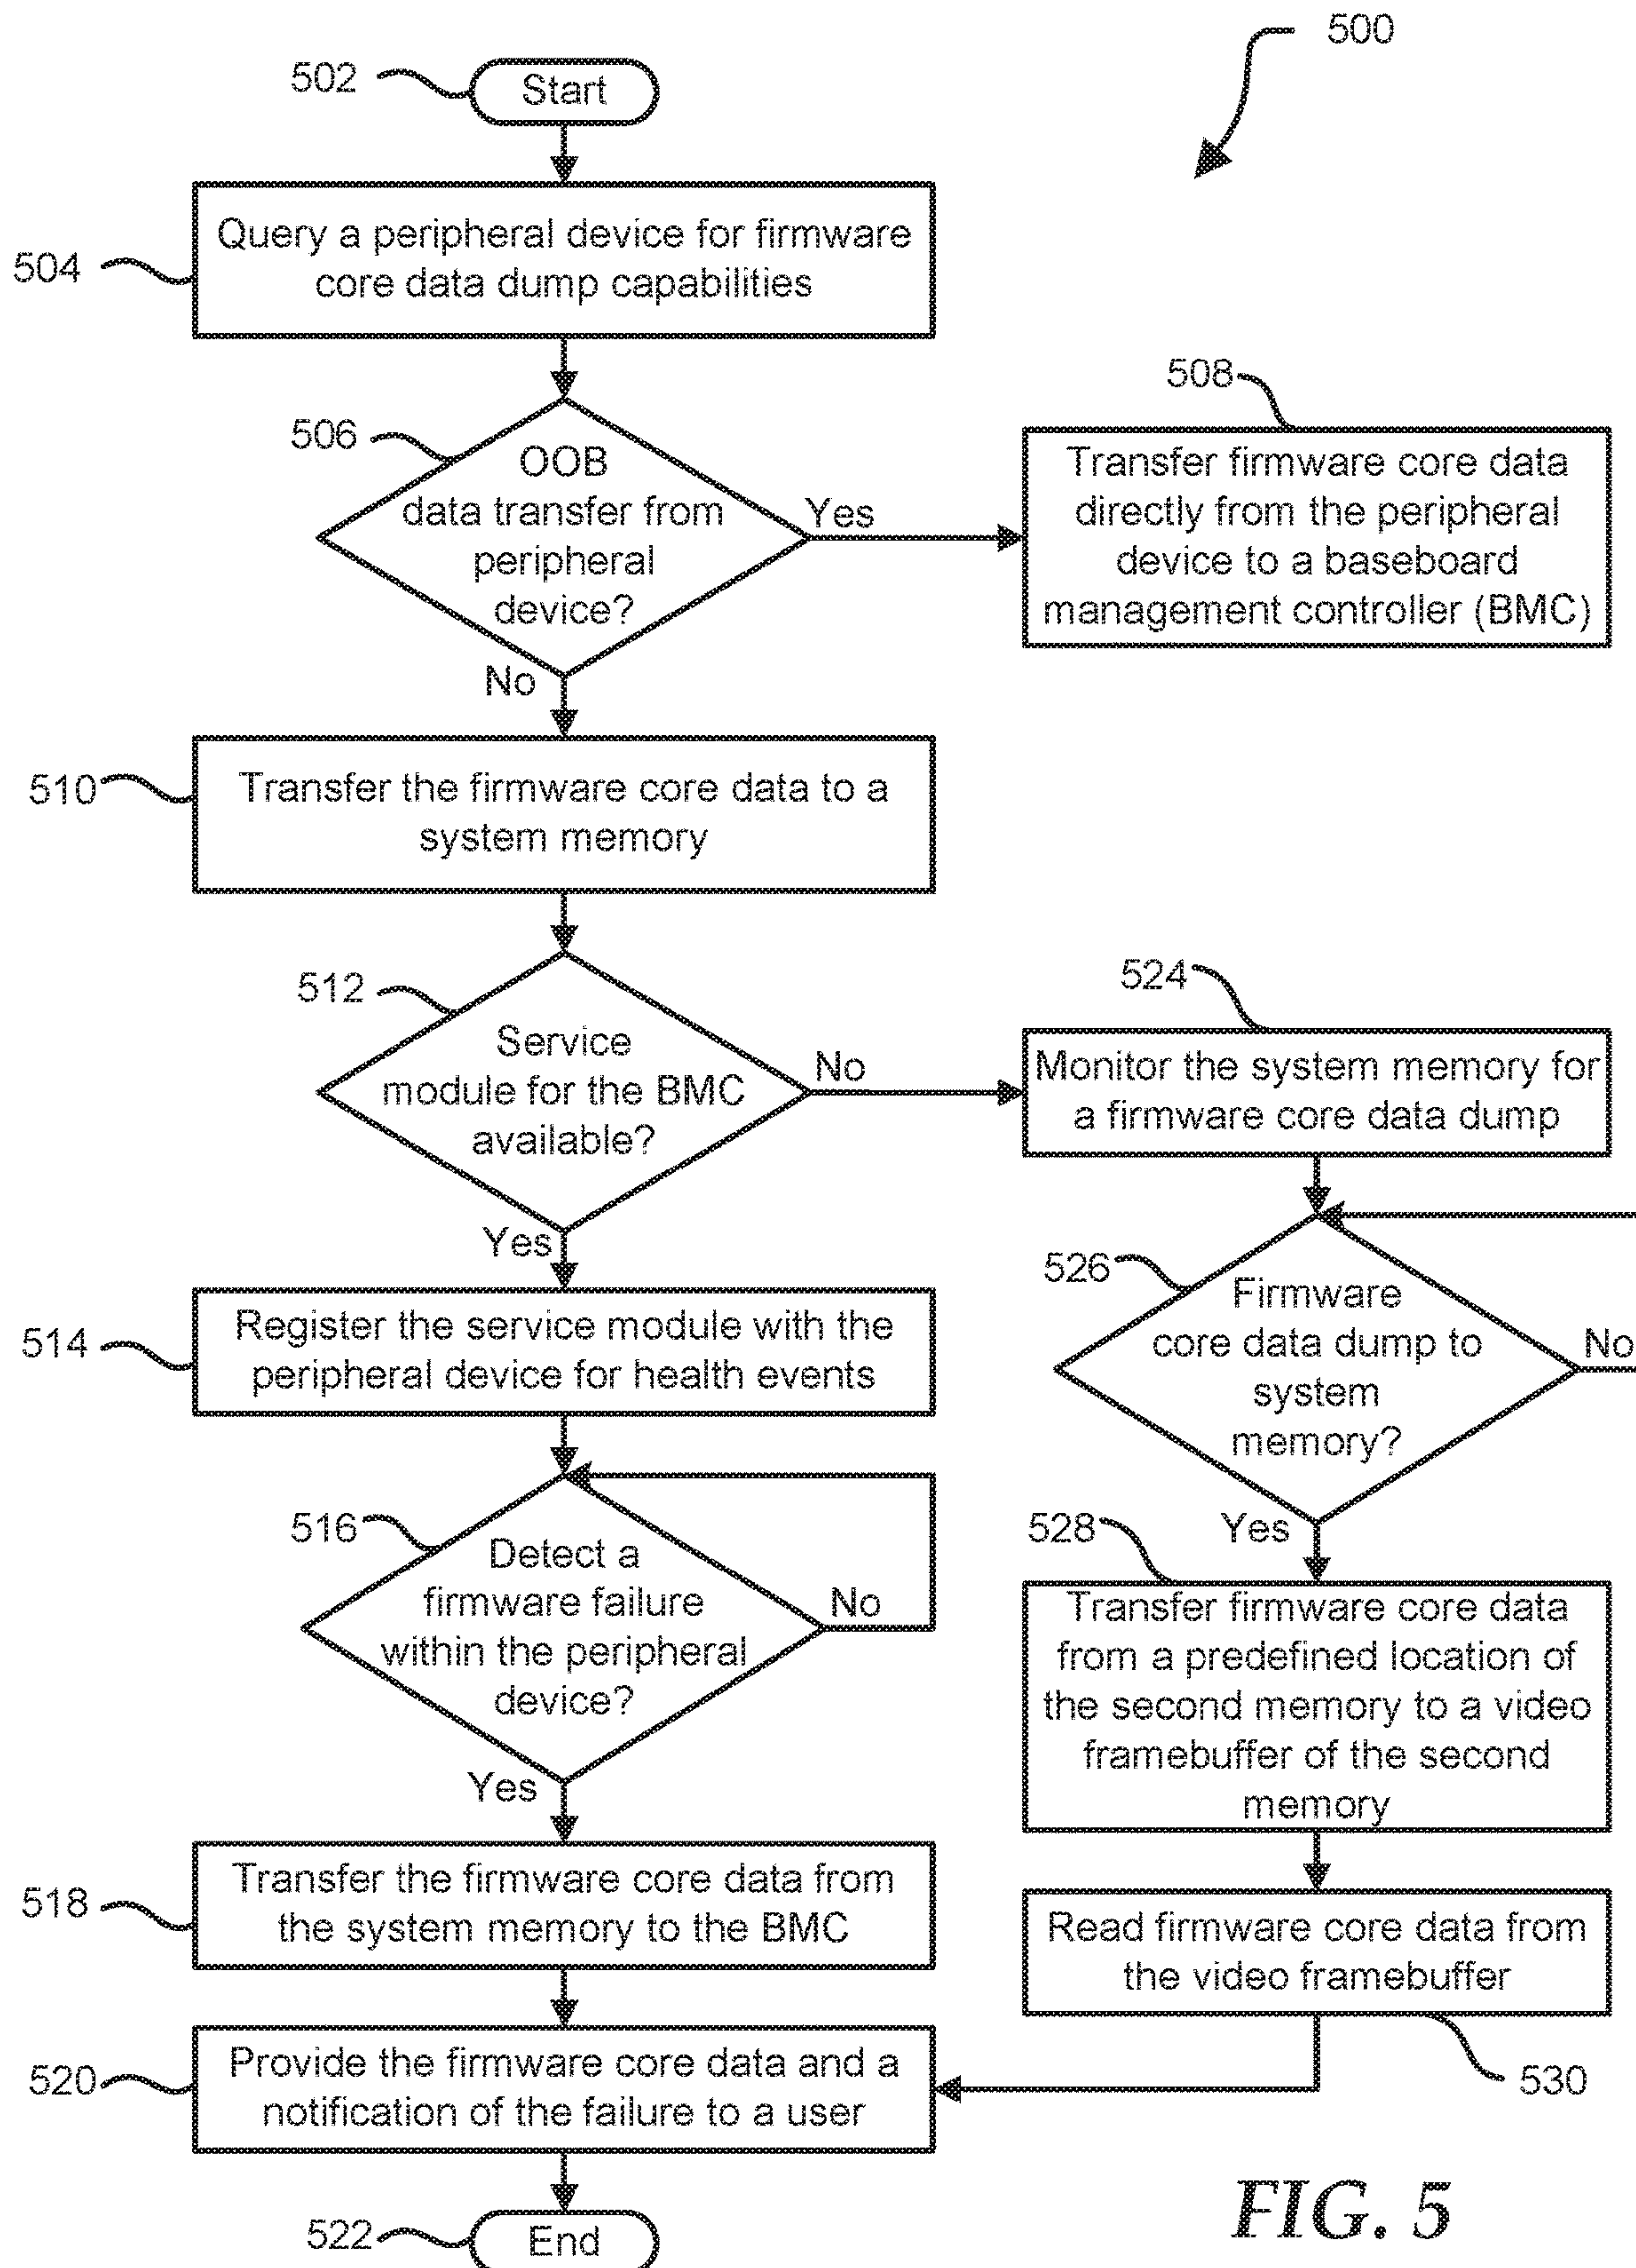 500
502
Start
504
Query a peripheral device for firmware
core data dump capabilities
506
OOB
data transfer from
peripheral
device?
Yes
No
508
Transfer firmware core data
directly from the peripheral
device to a baseboard
management controller (BMC)
510
Transfer the firmware core data to a
system memory
512
Service
module for the BMC
available?
No
Yes
514
Register the service module with the
peripheral device for health events
516
Detect a
firmware failure
within the peripheral
device?
No
Yes
518
Transfer the firmware core data from
the system memory to the BMC
520
Provide the firmware core data and a
notification of the failure to a user
522
End
524
Monitor the system memory for
a firmware core data dump
526
Firmware
core data dump to
system
memory?
No
Yes
528
Transfer firmware core data
from a predefined location of
the second memory to a video
framebuffer of the second
memory
Read firmware core data from
the video framebuffer
530
FIG. 5